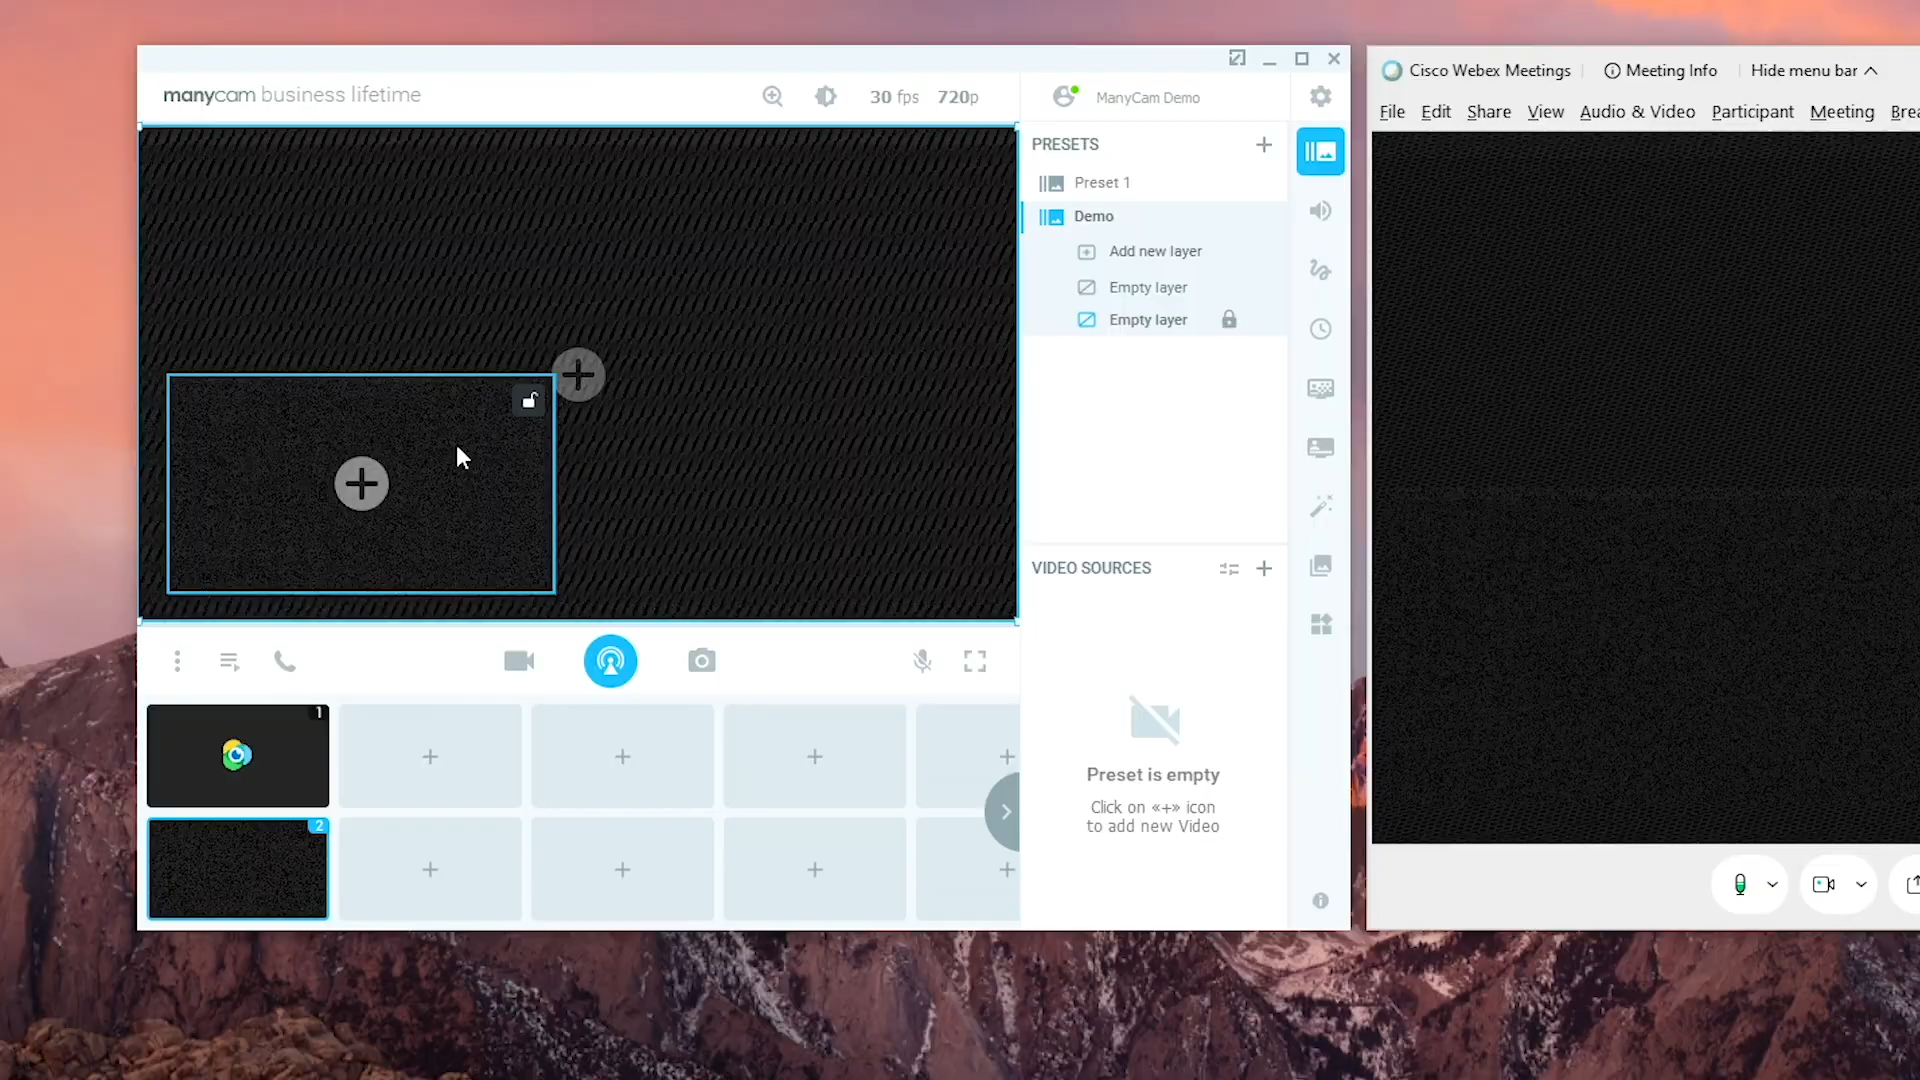 manycam business lifetime
30 fps 720p
ManyCam Demo
PRESETS
Preset 1
Demo
Add new layer
Empty layer
Empty layer
VIDEO SOURCES
Preset is empty
Click on «+» icon
to add new Video
1
2
Cisco Webex Meetings
Meeting Info
Hide menu bar
File Edit Share View Audio & Video Participant Meeting Brea